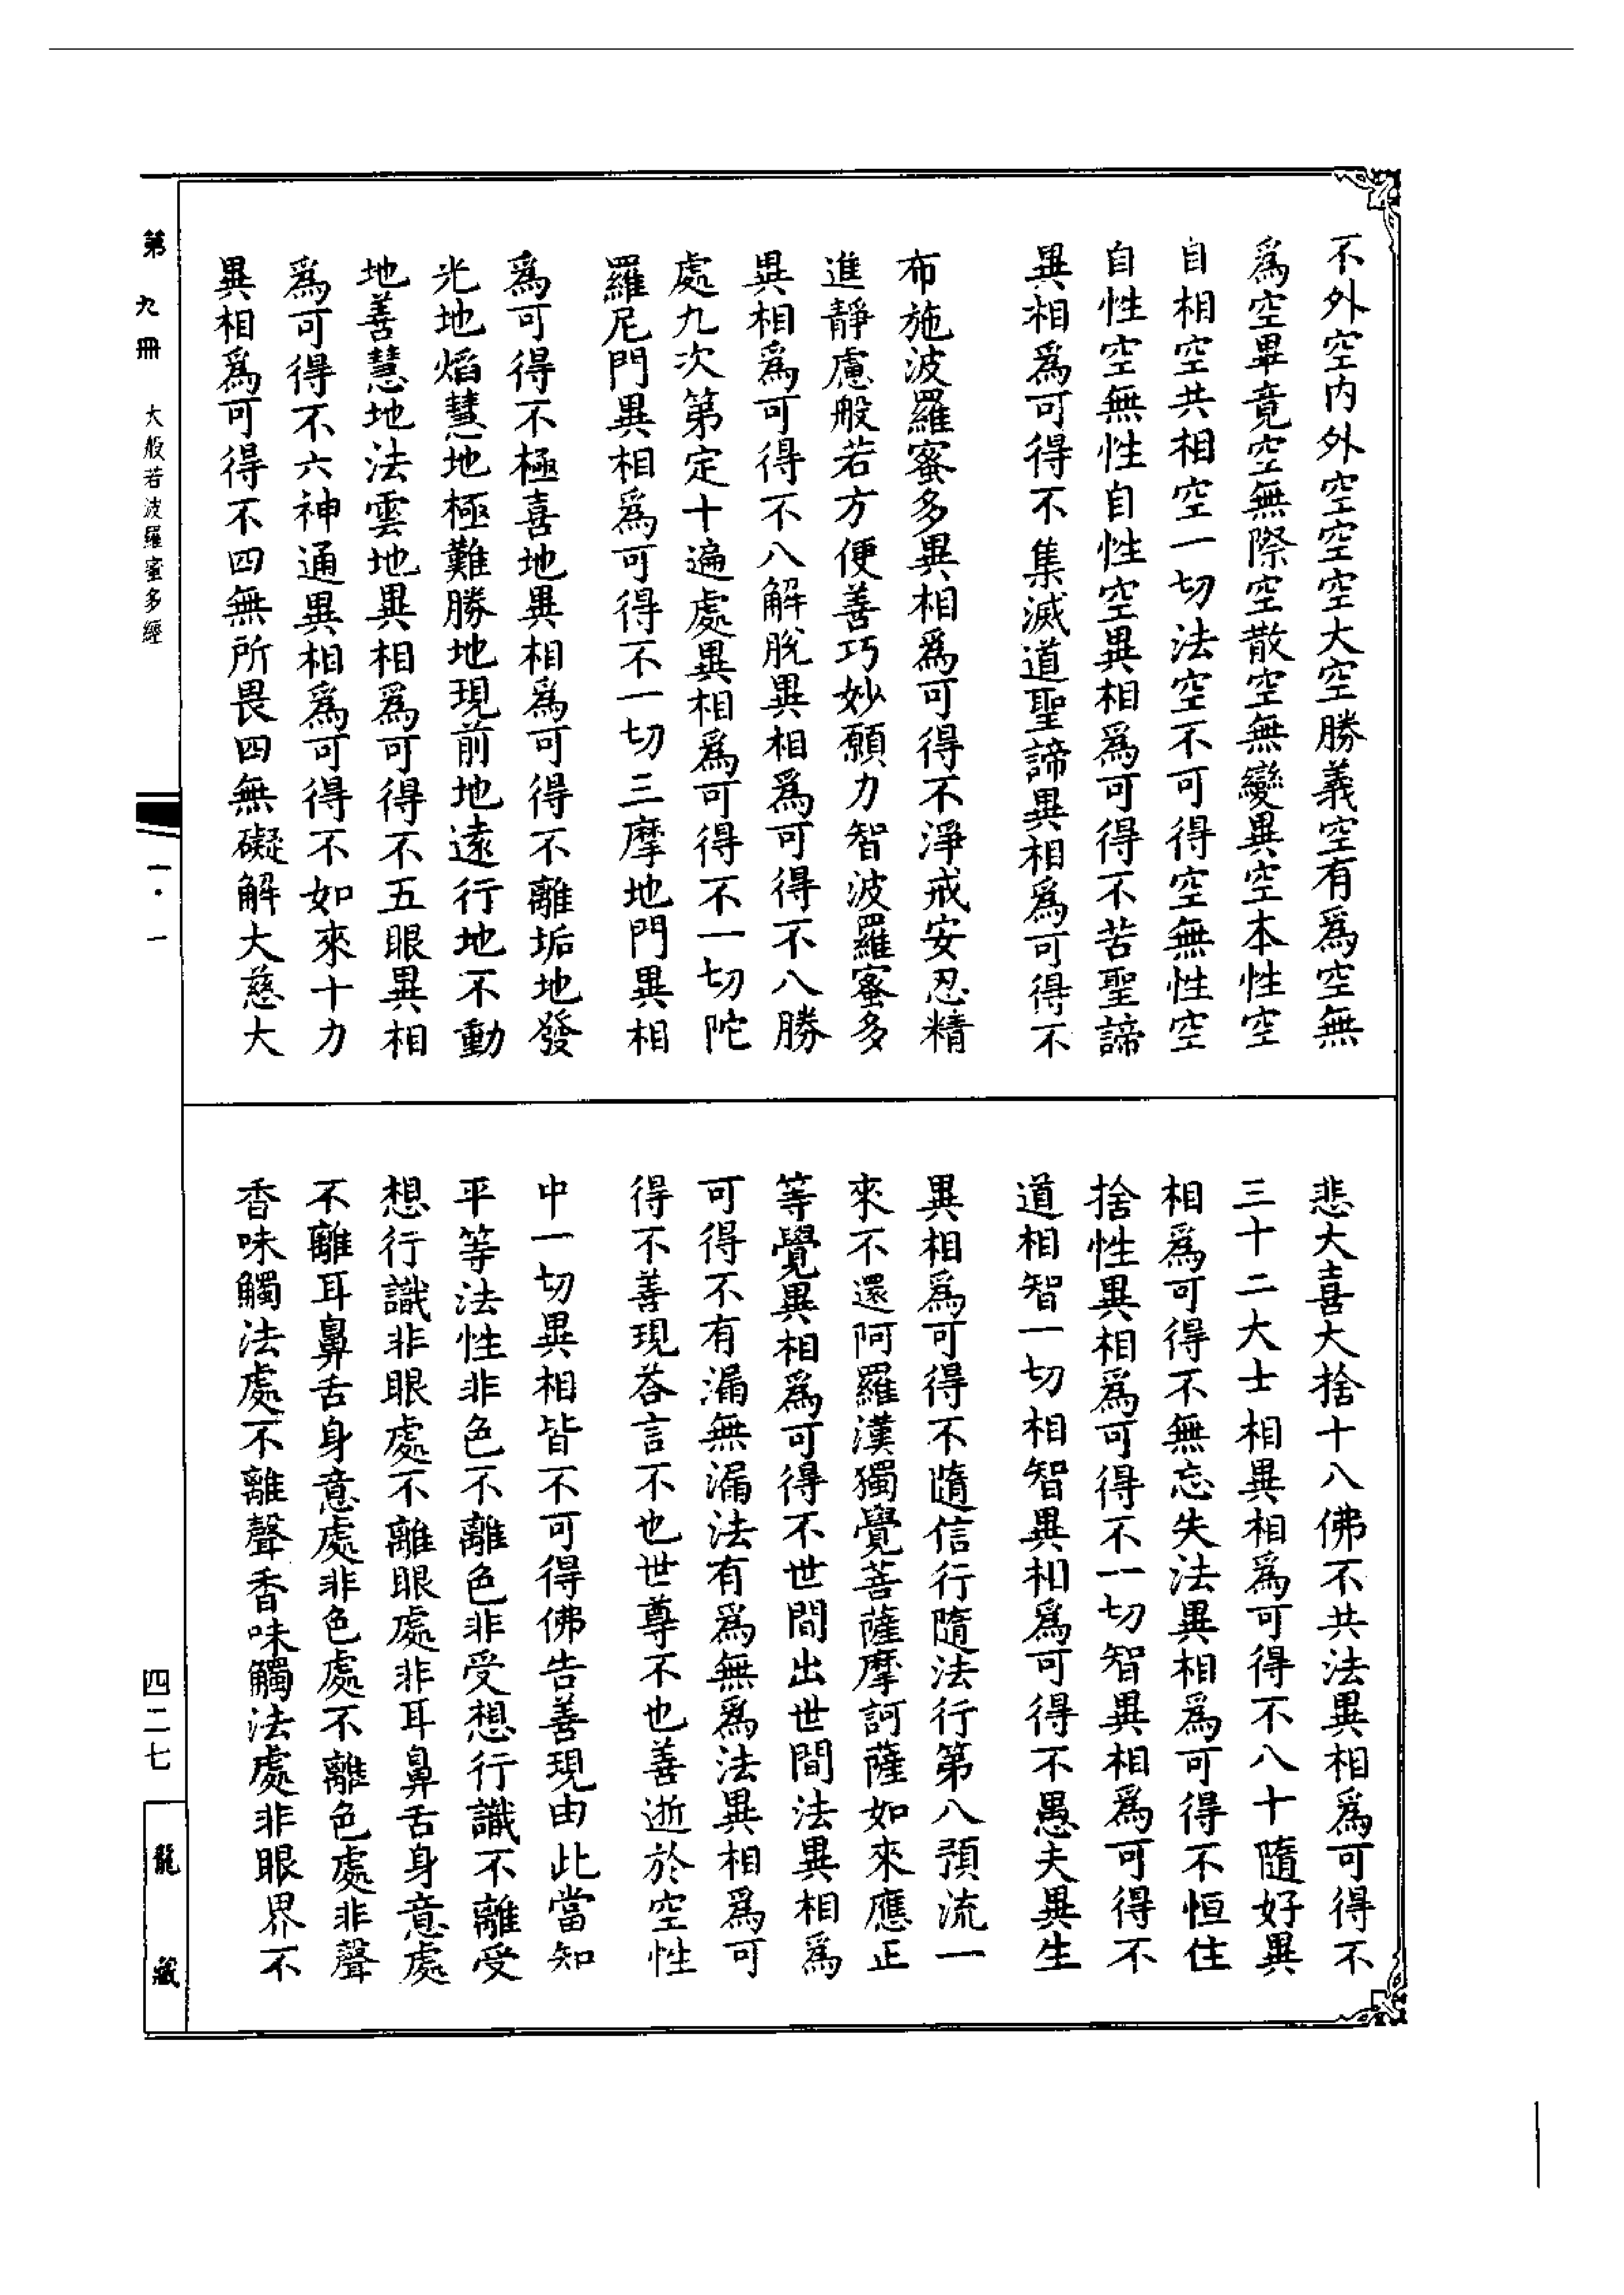 不外空内外空空空大空勝義空有爲空無
爲空畢竟空無際空散空無變異空本性空
自相空共相空一切法空不可得空無性空
自性空無性自性空異相爲可得不苦聖諦
異相爲可得不集滅道聖諦異相爲可得不
布施波羅蜜多異相爲可得不淨戒安忍精
進靜慮般若方便善巧妙願力智波羅蜜多
異相爲可得不八解脫異相爲可得不八勝
處九次第定十遍處異相爲可得不一切陀
羅尼門異相爲可得不一切三摩地門異相
爲可得不極喜地異相爲可得不離垢地發
光地焰慧地極難勝地現前地遠行地不動
地善慧地法雲地異相爲可得不五眼異相
爲可得不六神通異相爲可得不如來十力
異相爲可得不四無所畏四無礙解大慈大
悲大喜大捨十八佛不共法異相爲可得不
三十二大士相異相爲可得不八十隨好異
相爲可得不無忘失法異相爲可得不恒住
捨性異相爲可得不一切智異相爲可得不
道相智一切相智異相爲可得不愚夫異生
異相爲可得不隨信行隨法行第八預流一
來不還阿羅漢獨覺菩薩摩訶薩如來應正
等覺異相爲可得不世間出世間法異相爲
可得不有漏無漏法有爲無爲法異相爲可
得不善現荅言不也世尊不也善逝於空性
中一切異相皆不可得佛告善現由此當知
平等法性非色不離色非受想行識不離受
想行識非眼處不離眼處非耳鼻舌身意處
不離耳鼻舌身意處非色處不離色處非聲
香味觸法處不離聲香味觸法處非眼界不
第九冊 大般若波羅蜜多經
一·一
四二七
龍藏